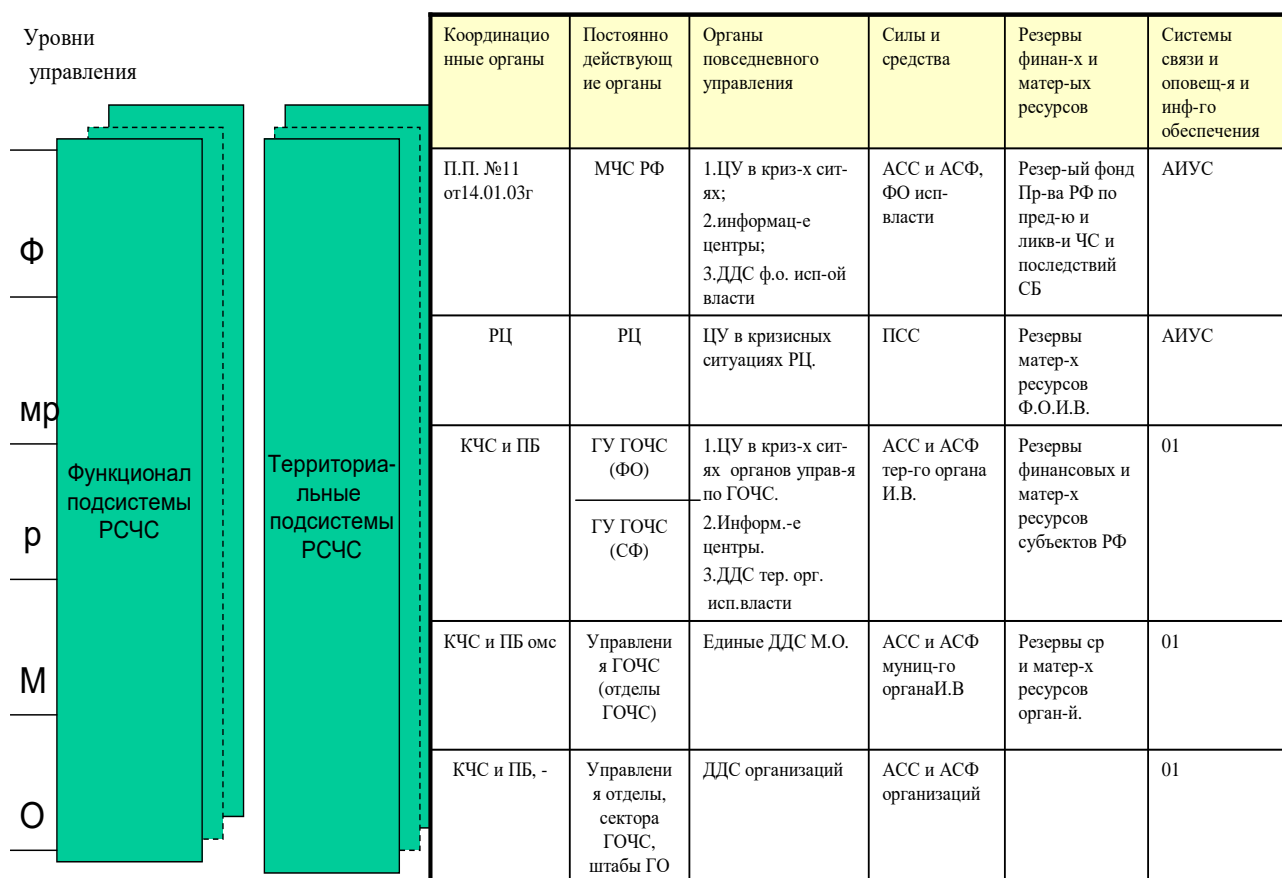 Уровни
управления
Ф
мр
р
М
О
Функционал
подсистемы
РСЧС
Территориа-
льные
подсистемы
РСЧС
Координацио
нные органы
Постоянно
действующ
ие органы
Органы
повседневного
управления
Силы и
средства
Резервы
финан-х и
матер-ых
ресурсов
Системы
связи и
оповещ-я и
инф-го
обеспечения
П.П. №11
от14.01.03г
МЧС РФ
1.ЦУ в криз-х сит-
ях;
2.информац-е
центры;
3.ДДС ф.о. исп-ой
власти
АСС и АСФ,
ФО исп-
власти
Резер-ый фонд
Пр-ва РФ по
пред-ю и
ликв-и ЧС и
последствий
СБ
АИУС
РЦ
РЦ
ЦУ в кризисных
ситуациях РЦ.
ПСС
Резервы
матер-х
ресурсов
Ф.О.И.В.
АИУС
КЧС и ПБ
ГУ ГОЧС
(ФО)
ГУ ГОЧС
(СФ)
1.ЦУ в криз-х сит-
ях органов управ-я
по ГОЧС.
2.Информ.-е
центры.
3.ДДС тер. орг.
исп.власти
АСС и АСФ
тер-го органа
И.В.
Резервы
финансовых и
матер-х
ресурсов
субъектов РФ
01
КЧС и ПБ омс
Управлени
я ГОЧС
(отделы
ГОЧС)
Единые ДДС М.О.
АСС и АСФ
муниц-го
органаИ.В
Резервы ср
и матер-х
ресурсов
орган-й.
01
КЧС и ПБ, -
Управлени
я отделы,
сектора
ГОЧС,
штабы ГО
ДДС организаций
АСС и АСФ
организаций
01